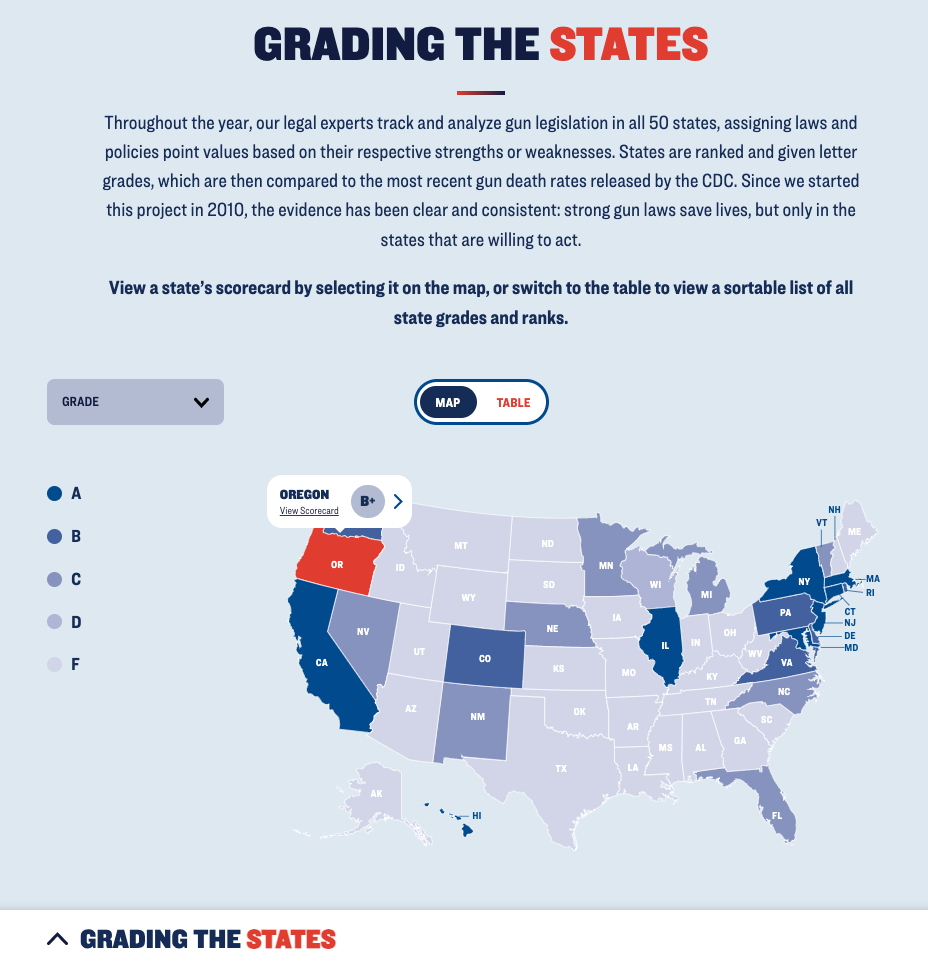 GRADING THE STATES
Throughout the year, our legal experts track and analyze gun legislation in all 50 states, assigning laws and
policies point values based on their respective strengths or weaknesses. States are ranked and given letter
grades, which are then compared to the most recent gun death rates released by the CDC. Since we started
this project in 2010, the evidence has been clear and consistent: strong gun laws save lives, but only in the
states that are willing to act.
View a state's scorecard by selecting it on the map, or switch to the table to view a sortable list of all
state grades and ranks.
GRADE
MAP
TABLE
A
B
C
D
F
OREGON
View Scorecard
B+
OR
ID
MT
ND
MN
WI
MI
NH
VT
ME
NY
MA
RI
CT
NJ
DE
MD
PA
SD
WY
NE
IA
IL
IN
OH
WV
VA
NV
UT
CO
KS
MO
KY
NC
CA
AZ
NM
OK
AR
TN
SC
TX
LA
MS
AL
GA
FL
AK
HI
GRADING THE STATES